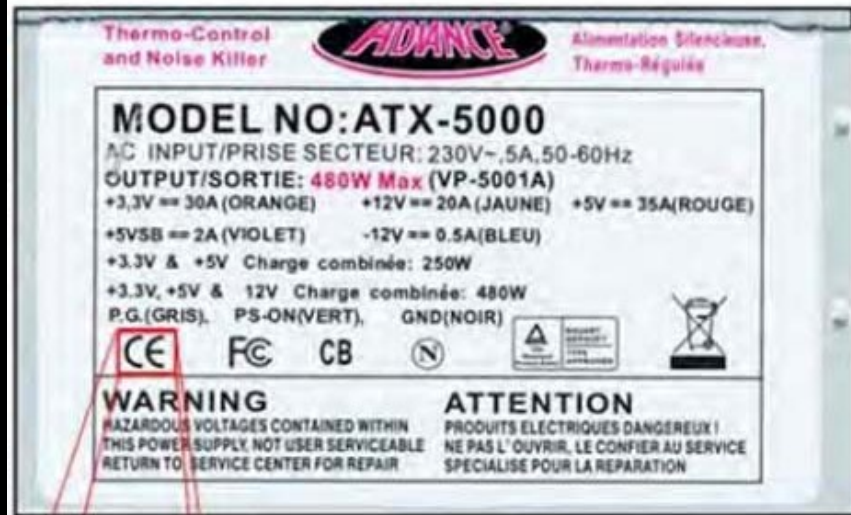 Thermo-Control
and Noise Killer
ADVANCE®
Alimentation Silencieuse,
Thermo-Régulée
MODEL NO:ATX-5000
AC INPUT/PRISE SECTEUR: 230V~,5A,50-60Hz
OUTPUT/SORTIE: 480W Max (VP-5001A)
+3,3V == 30A (ORANGE) +12V == 20A (JAUNE) +5V == 35A(ROUGE)
+5VSB == 2A (VIOLET) -12V == 0.5A(BLEU)
+3.3V & +5V Charge combinée: 250W
+3.3V, +5V & 12V Charge combinée: 480W
P.G.(GRIS), PS-ON(VERT), GND(NOIR)
CE FC CB N
WARNING
HAZARDOUS VOLTAGES CONTAINED WITHIN
THIS POWER SUPPLY, NOT USER SERVICEABLE
RETURN TO SERVICE CENTER FOR REPAIR
ATTENTION
PRODUITS ELECTRIQUES DANGEREUX !
NE PAS L' OUVRIR, LE CONFIER AU SERVICE
SPECIALISE POUR LA REPARATION